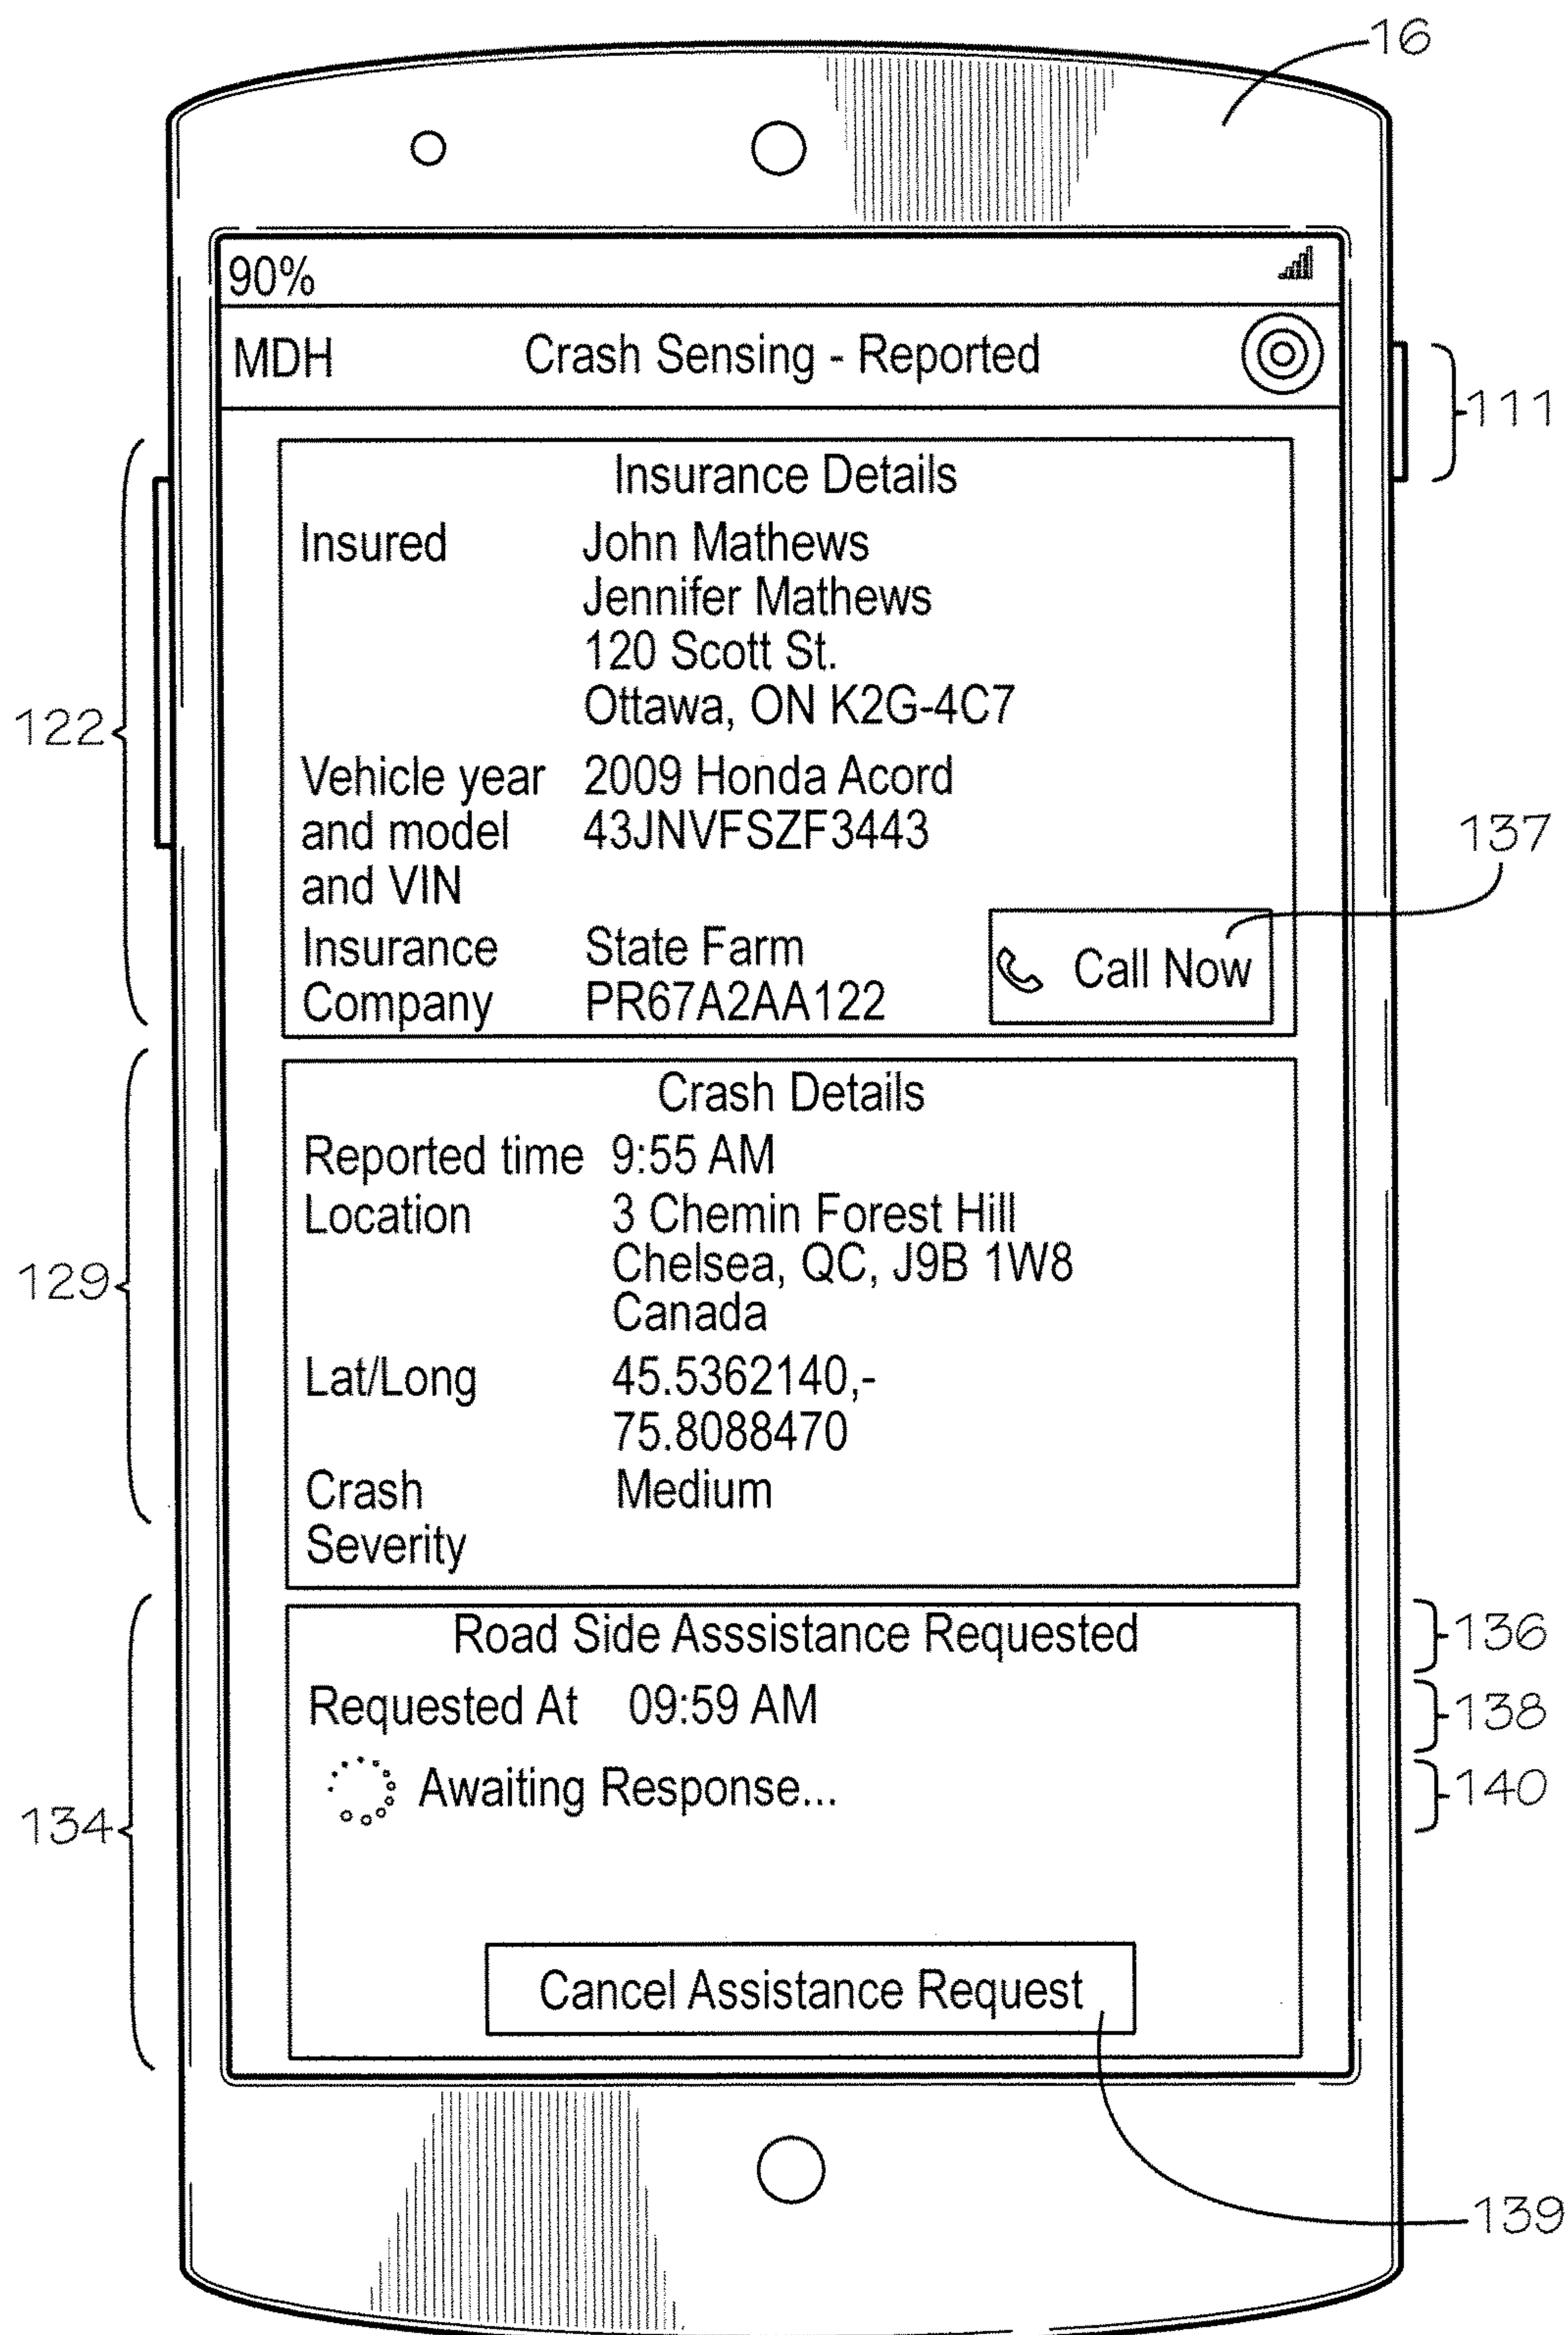 16
90%
MDH Crash Sensing - Reported
111
Insurance Details
Insured John Mathews
Jennifer Mathews
120 Scott St.
Ottawa, ON K2G-4C7
122
Vehicle year 2009 Honda Acord
and model 43JNVFSZF3443
and VIN
137
Insurance State Farm
Company PR67A2AA122
Call Now
Crash Details
Reported time 9:55 AM
Location 3 Chemin Forest Hill
Chelsea, QC, J9B 1W8
Canada
129
Lat/Long 45.5362140,-
75.8088470
Crash Medium
Severity
Road Side Asssistance Requested
136
Requested At 09:59 AM
138
Awaiting Response...
140
134
Cancel Assistance Request
139